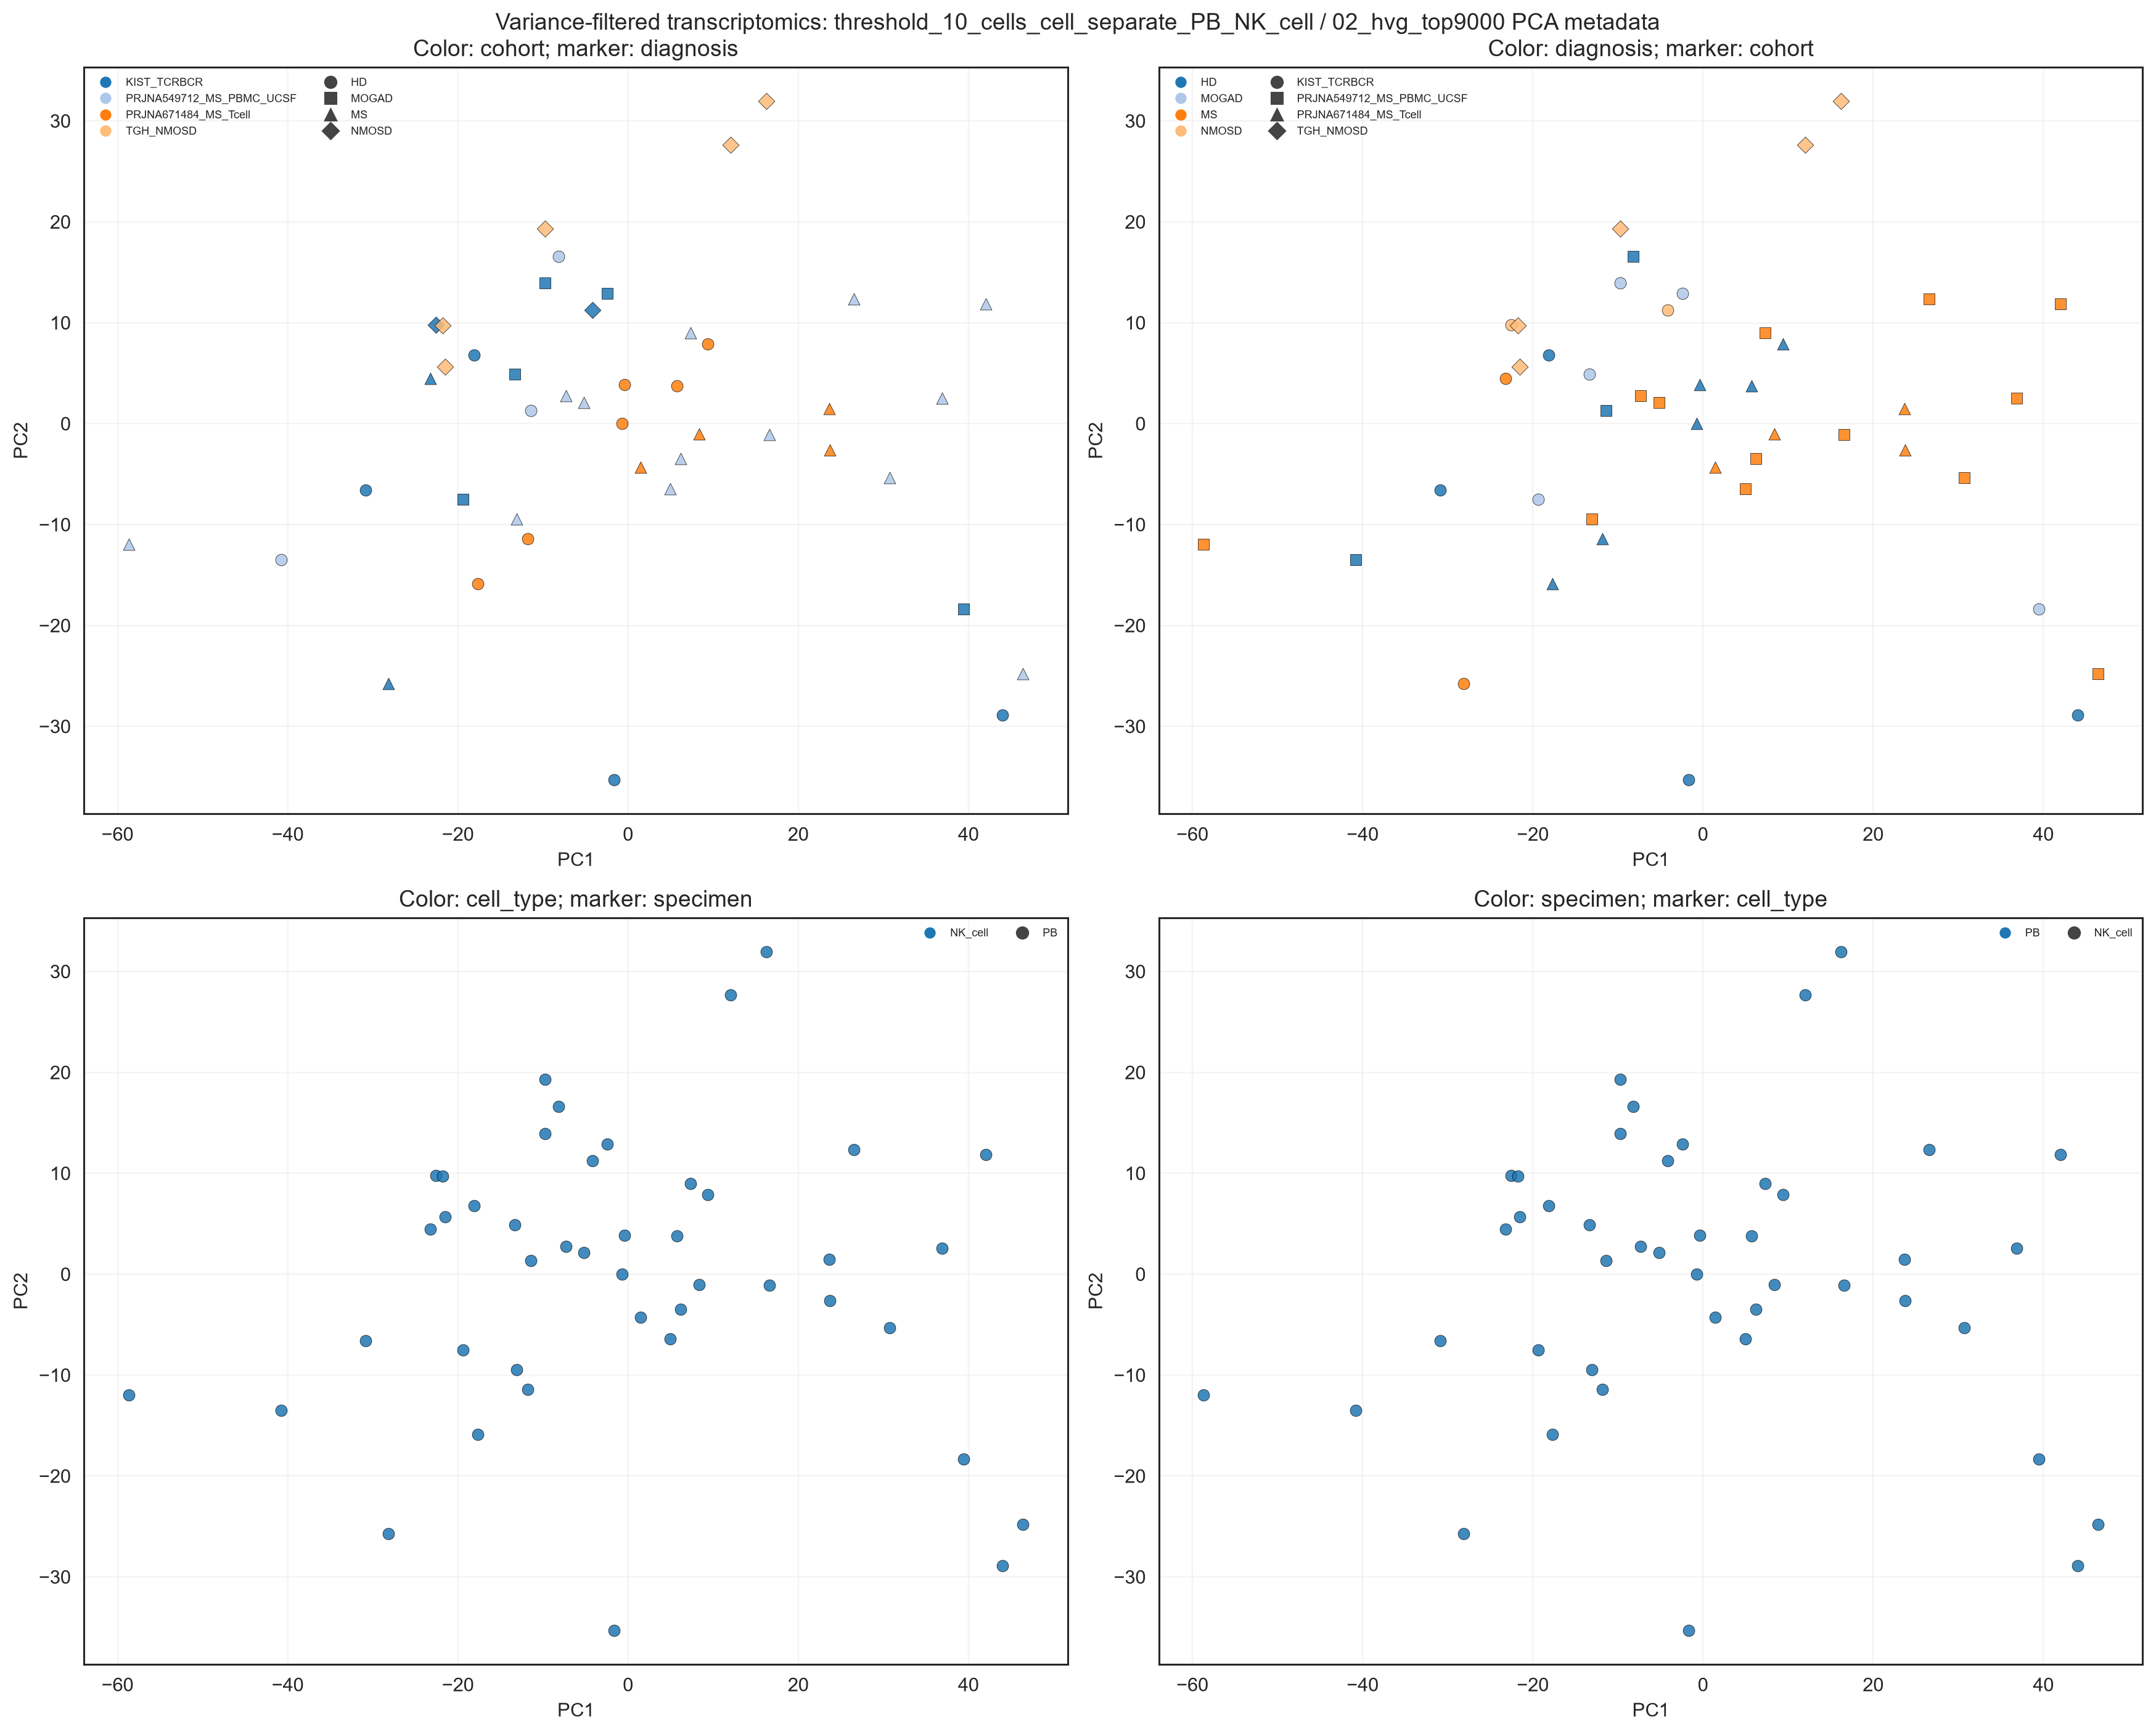 Variance-filtered transcriptomics: threshold_10_cells_cell_separate_PB_NK_cell / 02_hvg_top9000 PCA metadata
Color: cohort; marker: diagnosis
KIST_TCRBCR HD
PRJNA549712_MS_PBMC_UCSF MOGAD
PRJNA671484_MS_Tcell MS
TGH_NMOSD NMOSD
30
20
10
0
−10
−20
−30
PC2
−60 −40 −20 0 20 40
PC1
Color: diagnosis; marker: cohort
HD KIST_TCRBCR
MOGAD PRJNA549712_MS_PBMC_UCSF
MS PRJNA671484_MS_Tcell
NMOSD TGH_NMOSD
30
20
10
0
−10
−20
−30
PC2
−60 −40 −20 0 20 40
PC1
Color: cell_type; marker: specimen
NK_cell PB
30
20
10
0
−10
−20
−30
PC2
−60 −40 −20 0 20 40
PC1
Color: specimen; marker: cell_type
PB NK_cell
30
20
10
0
−10
−20
−30
PC2
−60 −40 −20 0 20 40
PC1